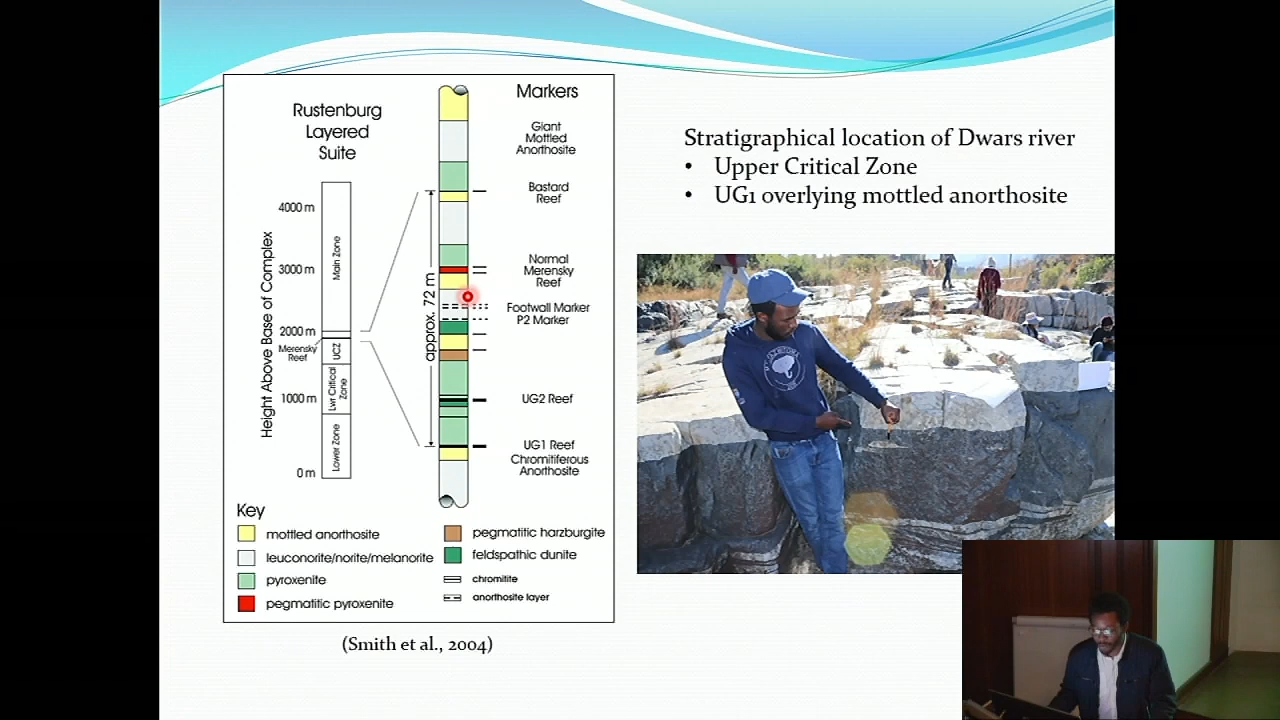 Rustenburg
Layered
Suite
Markers
Giant
Mottled
Anorthosite
Bastard
Reef
Normal
Merensky
Reef
Footwall Marker
P2 Marker
UG2 Reef
UG1 Reef
Chromitiferous
Anorthosite
approx. 72 m
Height Above Base of Complex
4000 m
3000 m
2000 m
Merensky
Reef
1000 m
0 m
Main Zone
UCZ
Lwr Critical
Zone
Lower Zone
Key
mottled anorthosite
leuconorite/norite/melanorite
pyroxenite
pegmatitic pyroxenite
pegmatitic harzburgite
feldspathic dunite
chromitite
anorthosite layer
(Smith et al., 2004)
Stratigraphical location of Dwars river
• Upper Critical Zone
• UG1 overlying mottled anorthosite